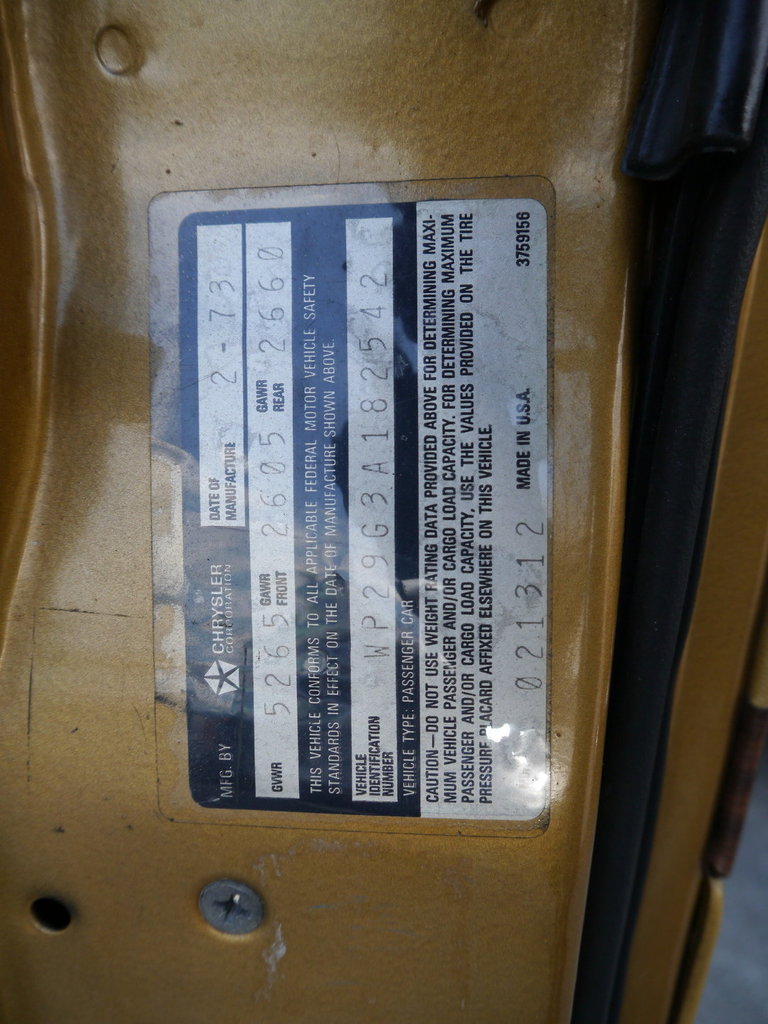 MFG. BY CHRYSLER CORPORATION DATE OF MANUFACTURE 2-73
GVWR 5265 GAWR FRONT 2605 GAWR REAR 2660
THIS VEHICLE CONFORMS TO ALL APPLICABLE FEDERAL MOTOR VEHICLE SAFETY
STANDARDS IN EFFECT ON THE DATE OF MANUFACTURE SHOWN ABOVE.
VEHICLE IDENTIFICATION NUMBER WP29G3A182542
VEHICLE TYPE: PASSENGER CAR
CAUTION—DO NOT USE WEIGHT RATING DATA PROVIDED ABOVE FOR DETERMINING MAXI-
MUM VEHICLE PASSENGER AND/OR CARGO LOAD CAPACITY. FOR DETERMINING MAXIMUM
PASSENGER AND/OR CARGO LOAD CAPACITY, USE THE VALUES PROVIDED ON THE TIRE
PRESSURE PLACARD AFFIXED ELSEWHERE ON THIS VEHICLE.
021312 MADE IN U.S.A. 3759156